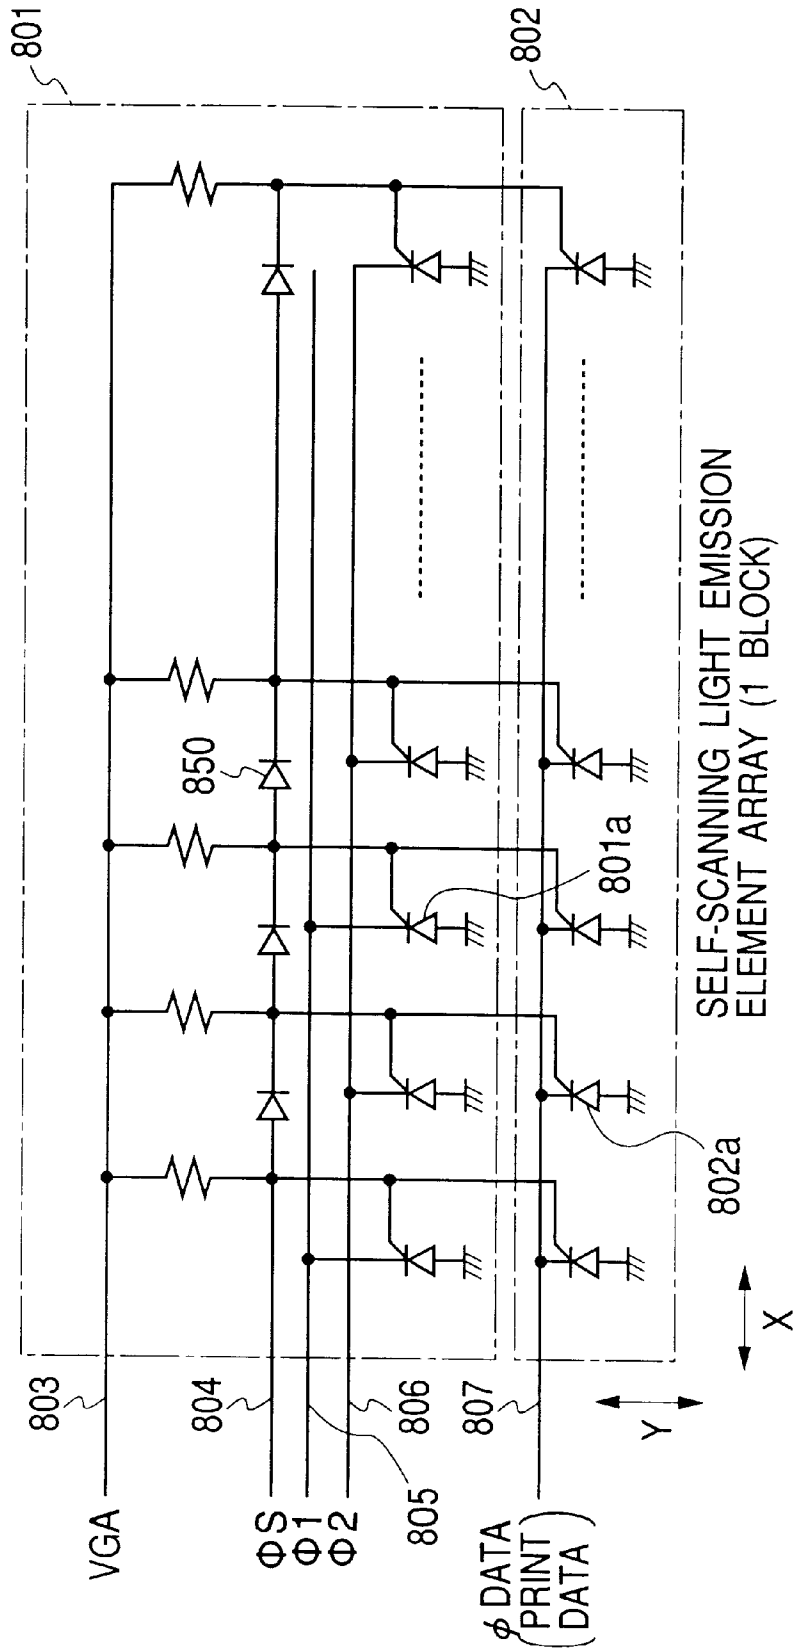 801
802
VGA
803
850
ΦS
804
Φ1
805
Φ2
806
801a
φ DATA
(PRINT
DATA)
807
802a
Y
X
SELF-SCANNING LIGHT EMISSION
ELEMENT ARRAY (1 BLOCK)